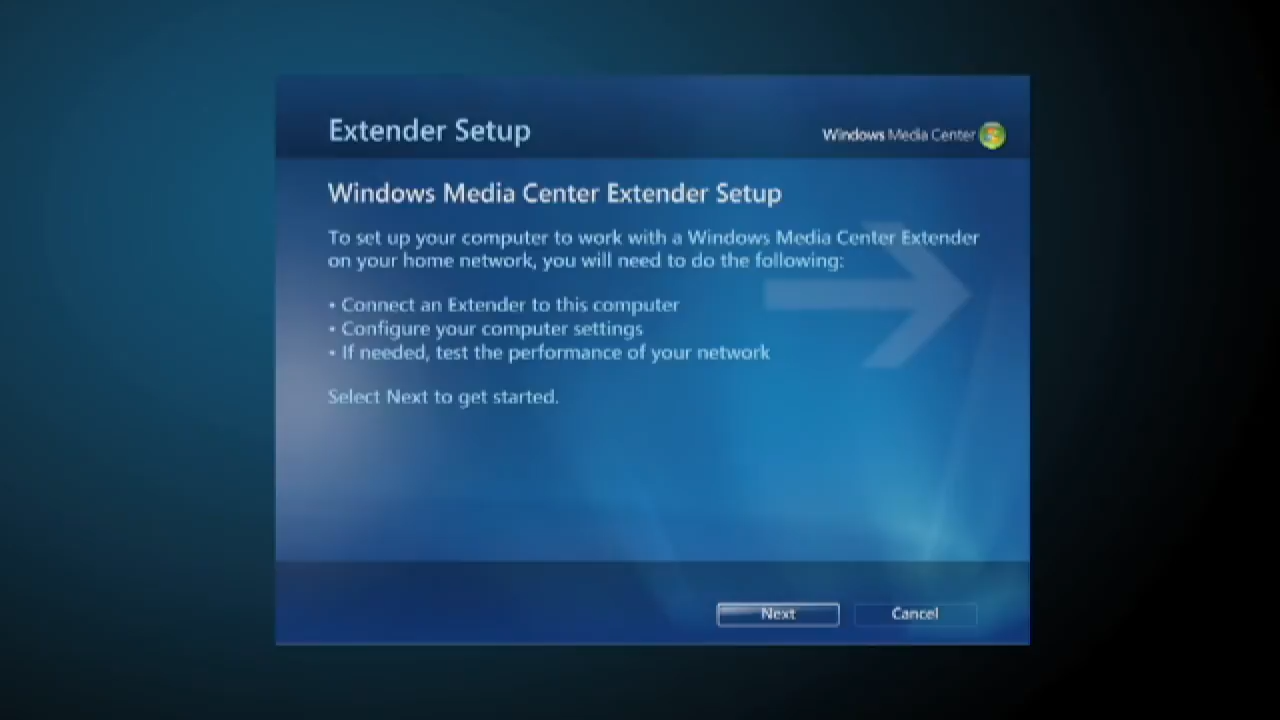 Extender Setup
Windows Media Center
Windows Media Center Extender Setup
To set up your computer to work with a Windows Media Center Extender
on your home network, you will need to do the following:
• Connect an Extender to this computer
• Configure your computer settings
• If needed, test the performance of your network
Select Next to get started.
Next
Cancel